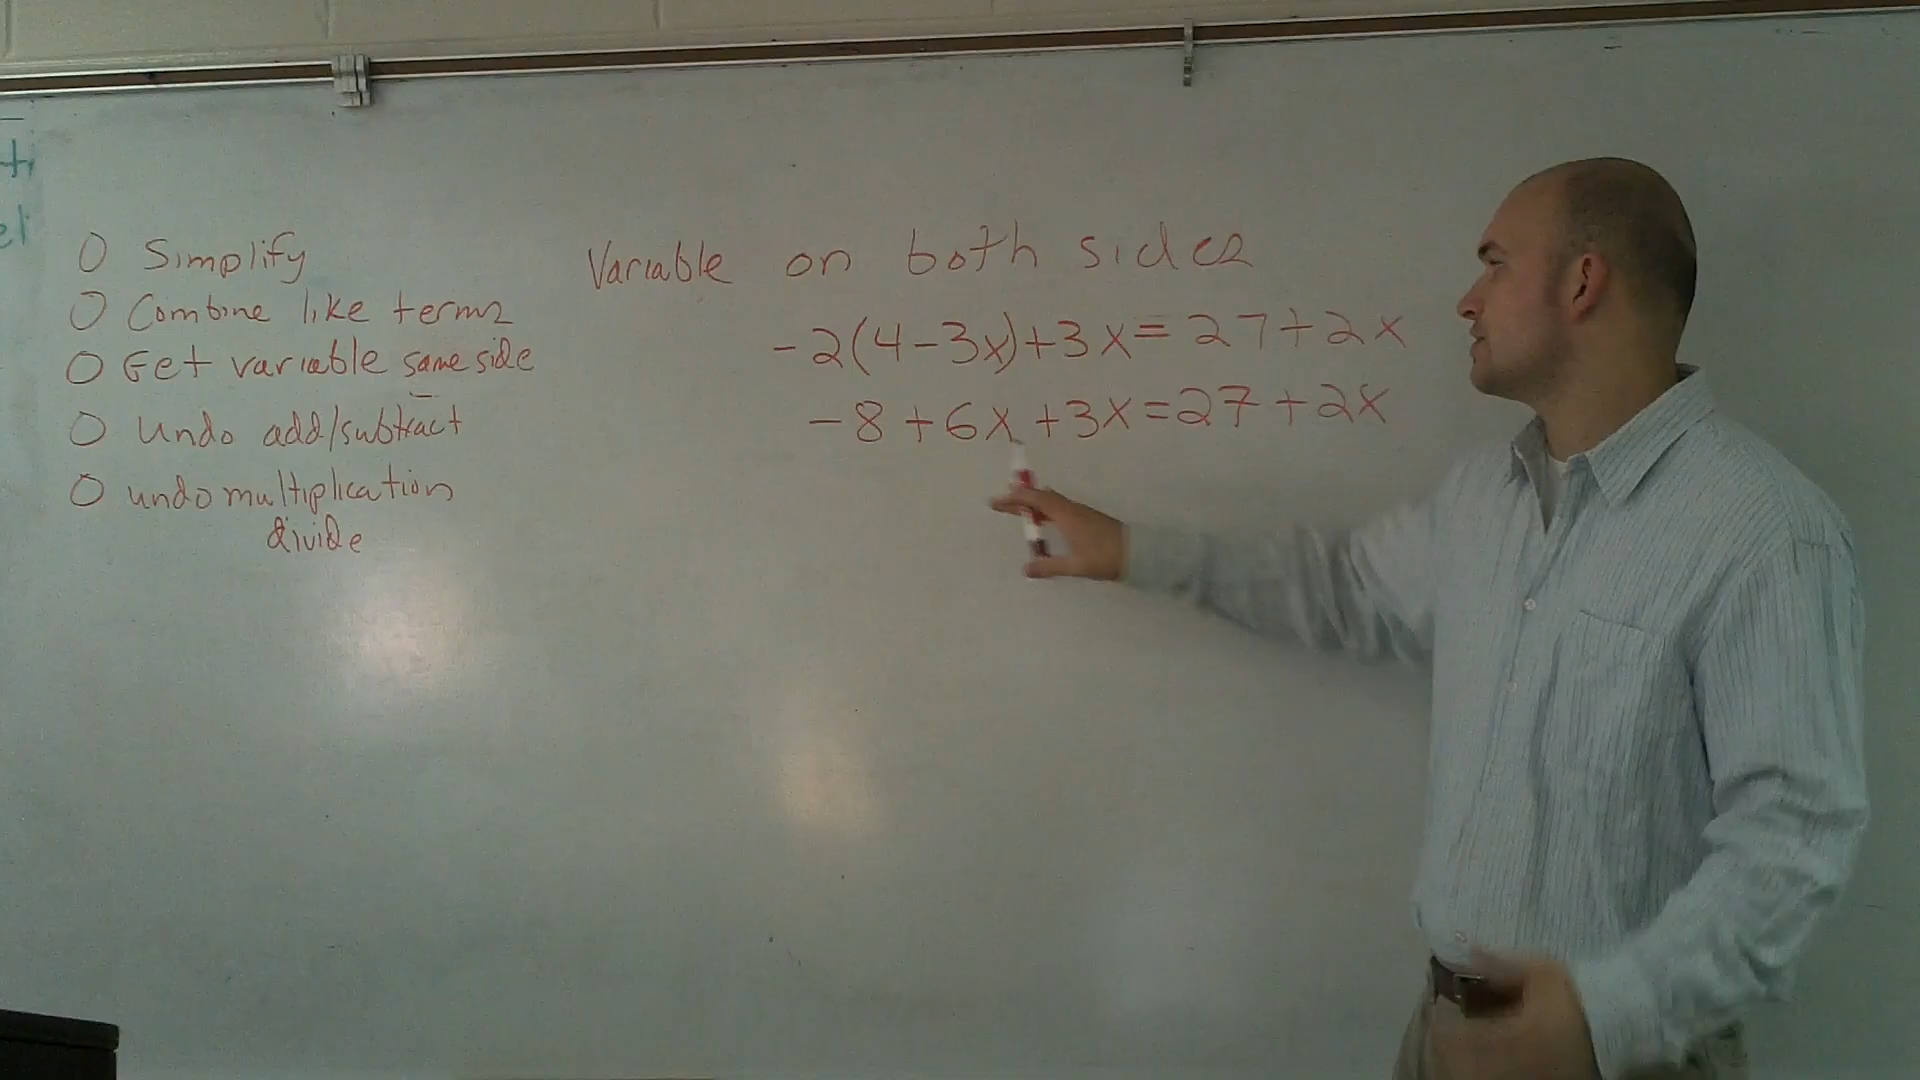 Simplify
Combine like terms
Get variable same side
Undo add/subtract
undo multiplication
divide
Variable on both sides
-2(4-3x)+3x=27+2x
-8+6x+3x=27+2x